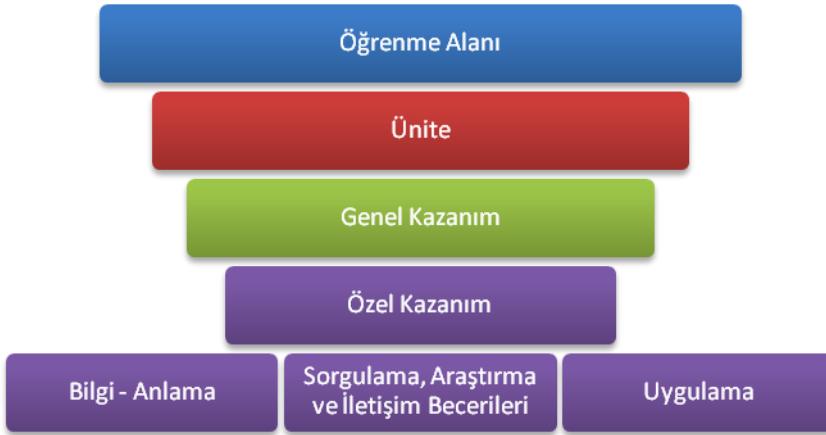 Öğrenme Alanı
Ünite
Genel Kazanım
Özel Kazanım
Bilgi - Anlama
Sorgulama, Araştırma
ve İletişim Becerileri
Uygulama